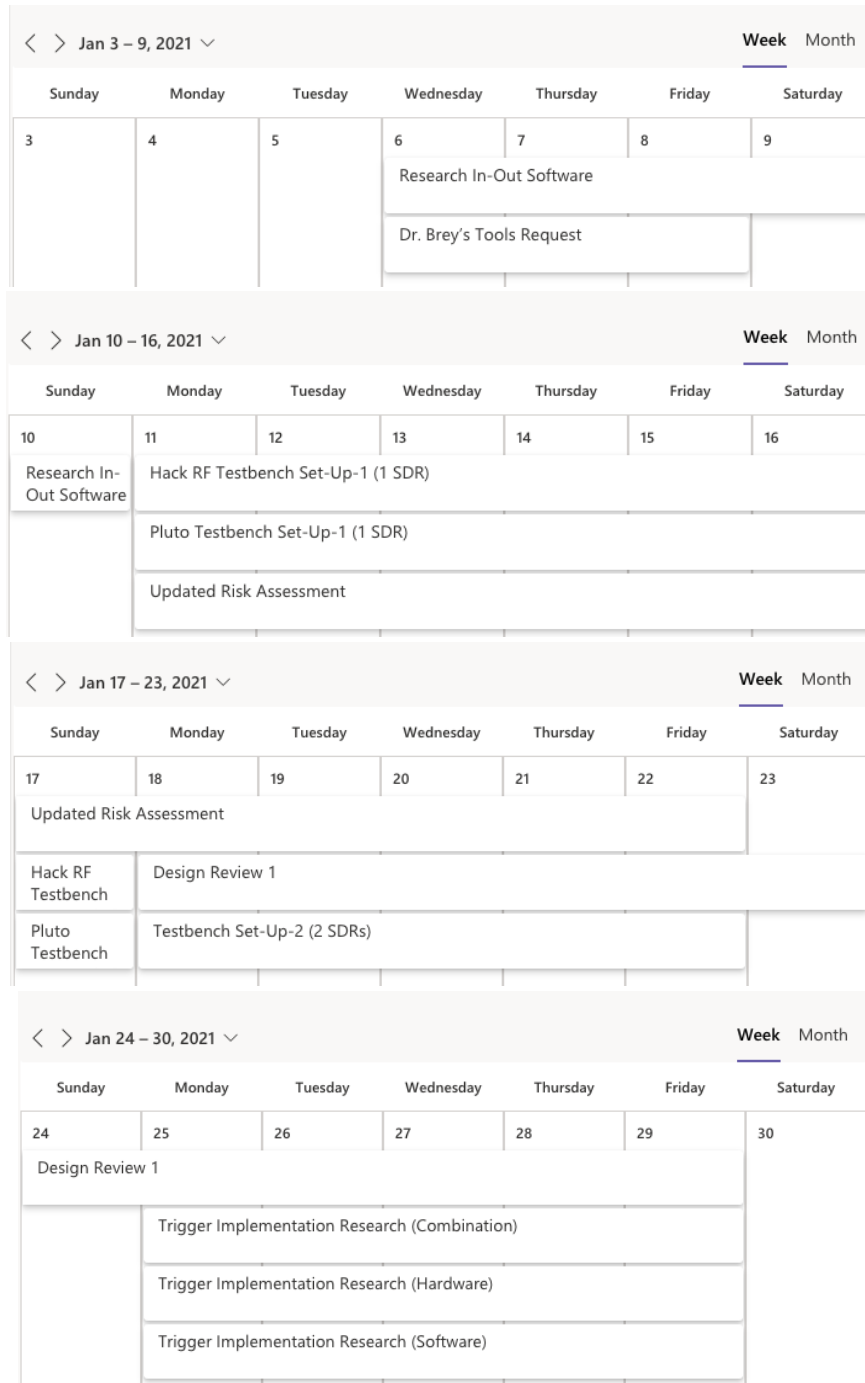 Jan 3 – 9, 2021
Week Month
Sunday Monday Tuesday Wednesday Thursday Friday Saturday
3 4 5 6 7 8 9
Research In-Out Software
Dr. Brey’s Tools Request
Jan 10 – 16, 2021
Week Month
Sunday Monday Tuesday Wednesday Thursday Friday Saturday
10 11 12 13 14 15 16
Research In-
Out Software
Hack RF Testbench Set-Up-1 (1 SDR)
Pluto Testbench Set-Up-1 (1 SDR)
Updated Risk Assessment
Jan 17 – 23, 2021
Week Month
Sunday Monday Tuesday Wednesday Thursday Friday Saturday
17 18 19 20 21 22 23
Updated Risk Assessment
Hack RF
Testbench
Design Review 1
Pluto
Testbench
Testbench Set-Up-2 (2 SDRs)
Jan 24 – 30, 2021
Week Month
Sunday Monday Tuesday Wednesday Thursday Friday Saturday
24 25 26 27 28 29 30
Design Review 1
Trigger Implementation Research (Combination)
Trigger Implementation Research (Hardware)
Trigger Implementation Research (Software)